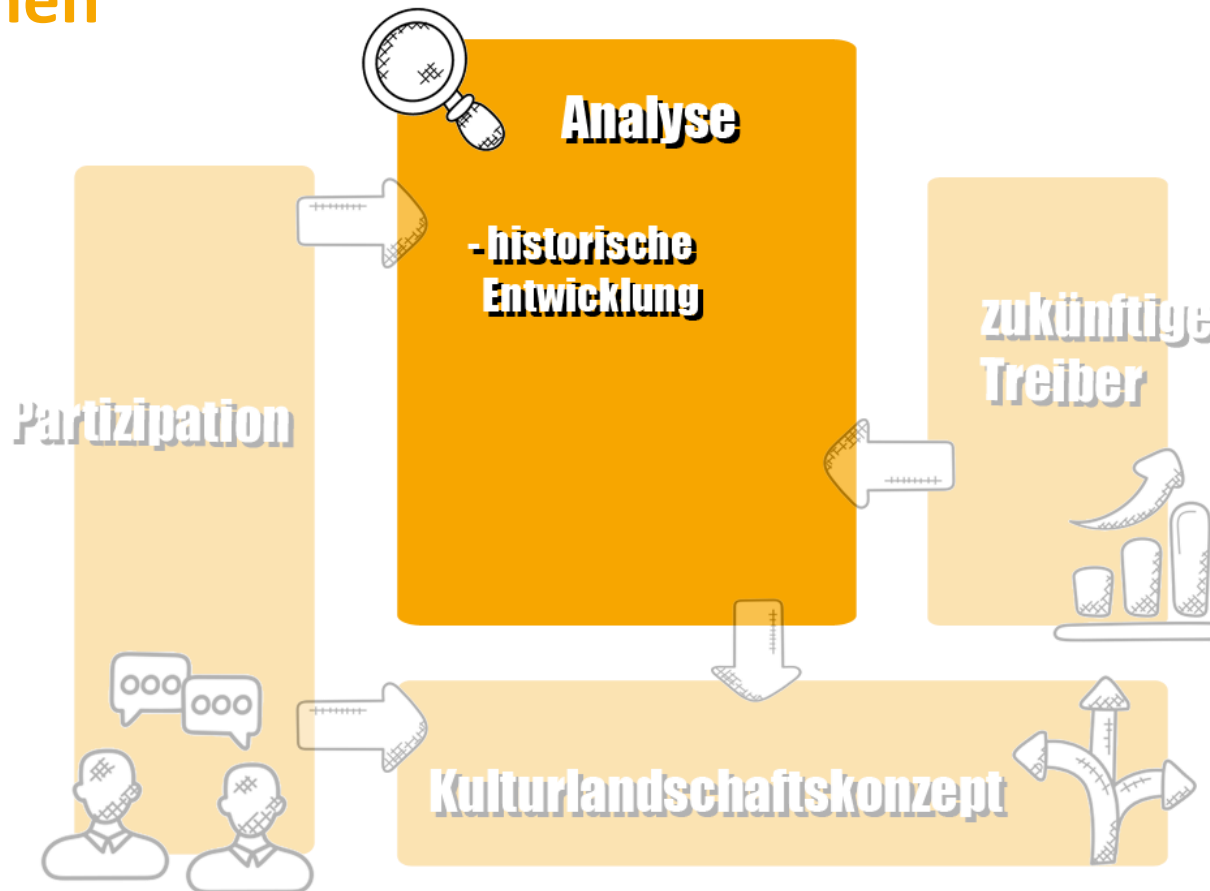 Analyse
- historische
Entwicklung
zukünftige
Treiber
Partizipation
Kulturlandschaftskonzept